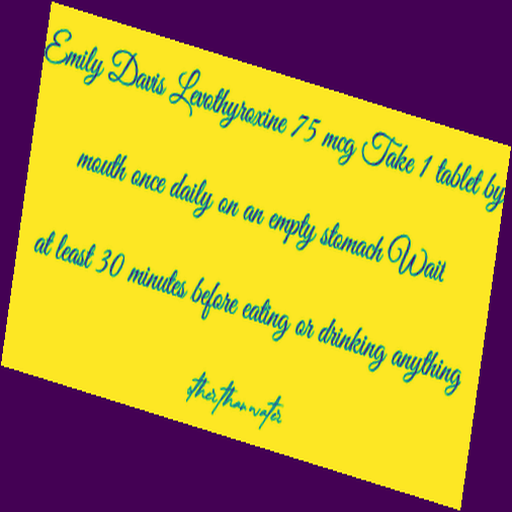 Emily Davis Levothyroxine 75 mcg Take 1 tablet by
mouth once daily on an empty stomach Wait
at least 30 minutes before eating or drinking anything
other than water